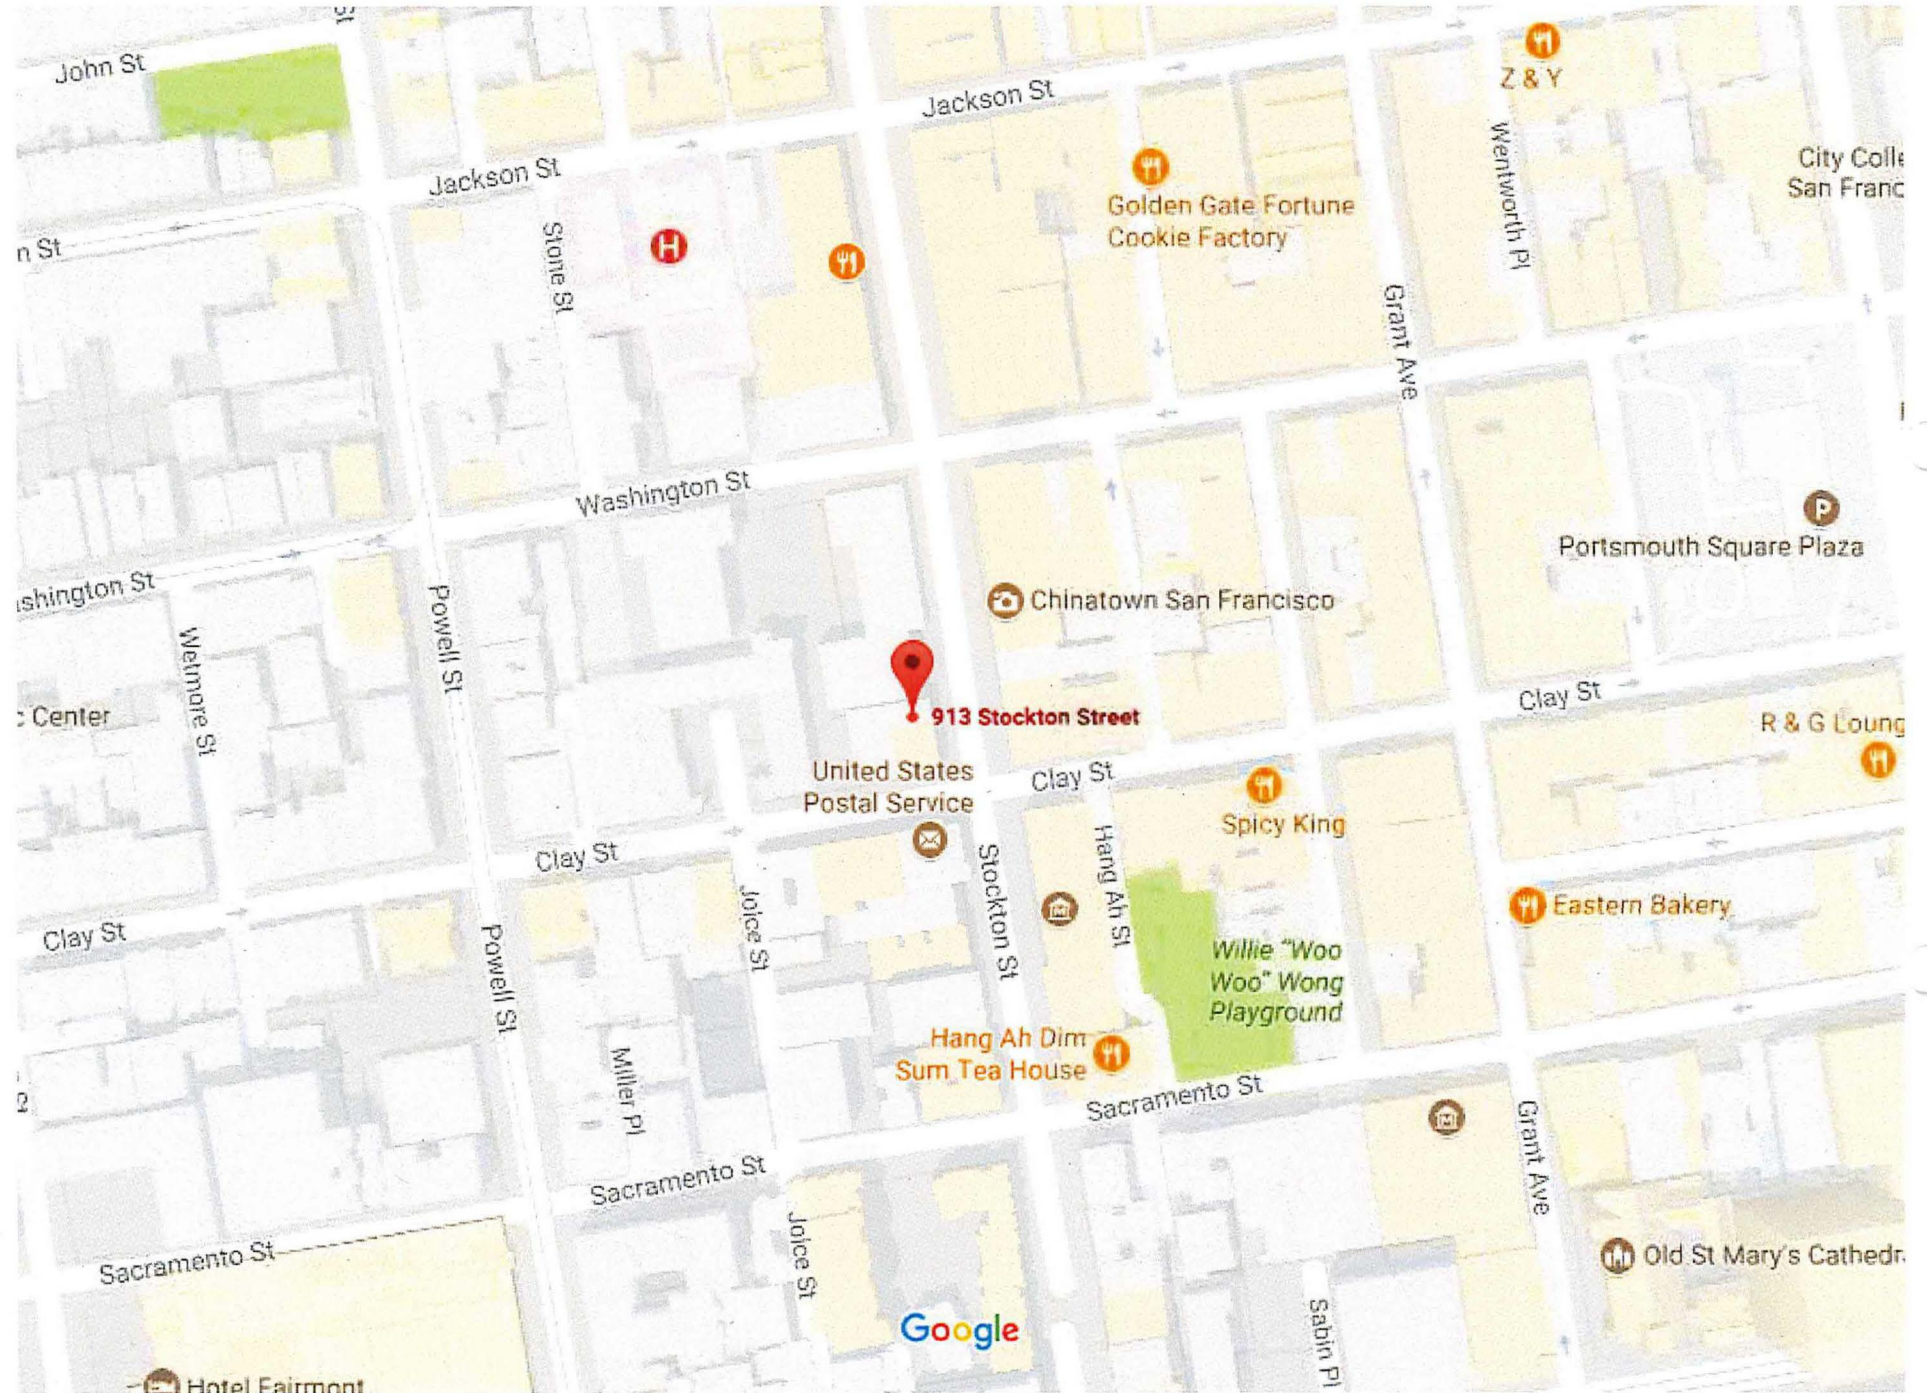 John St
Z & Y
Jackson St
Wentworth Pl
City Colle
San Franc
Jackson St
Golden Gate Fortune
Cookie Factory
n St
Stone St
H
Grant Ave
Washington St
P
Portsmouth Square Plaza
shington St
Powell St
Chinatown San Francisco
Wetmore St
c Center
913 Stockton Street
Clay St
R & G Loung
United States
Postal Service
Clay St
Spicy King
Clay St
Hang Ah St
Stockton St
Joice St
Eastern Bakery
Clay St
Powell St
Willie "Woo
Woo" Wong
Playground
Hang Ah Dim
Sum Tea House
Miller Pl
Sacramento St
Grant Ave
Sacramento St
Joice St
Sacramento St
Old St Mary's Cathedr
Sabin Pl
Google
Hotel Fairmont